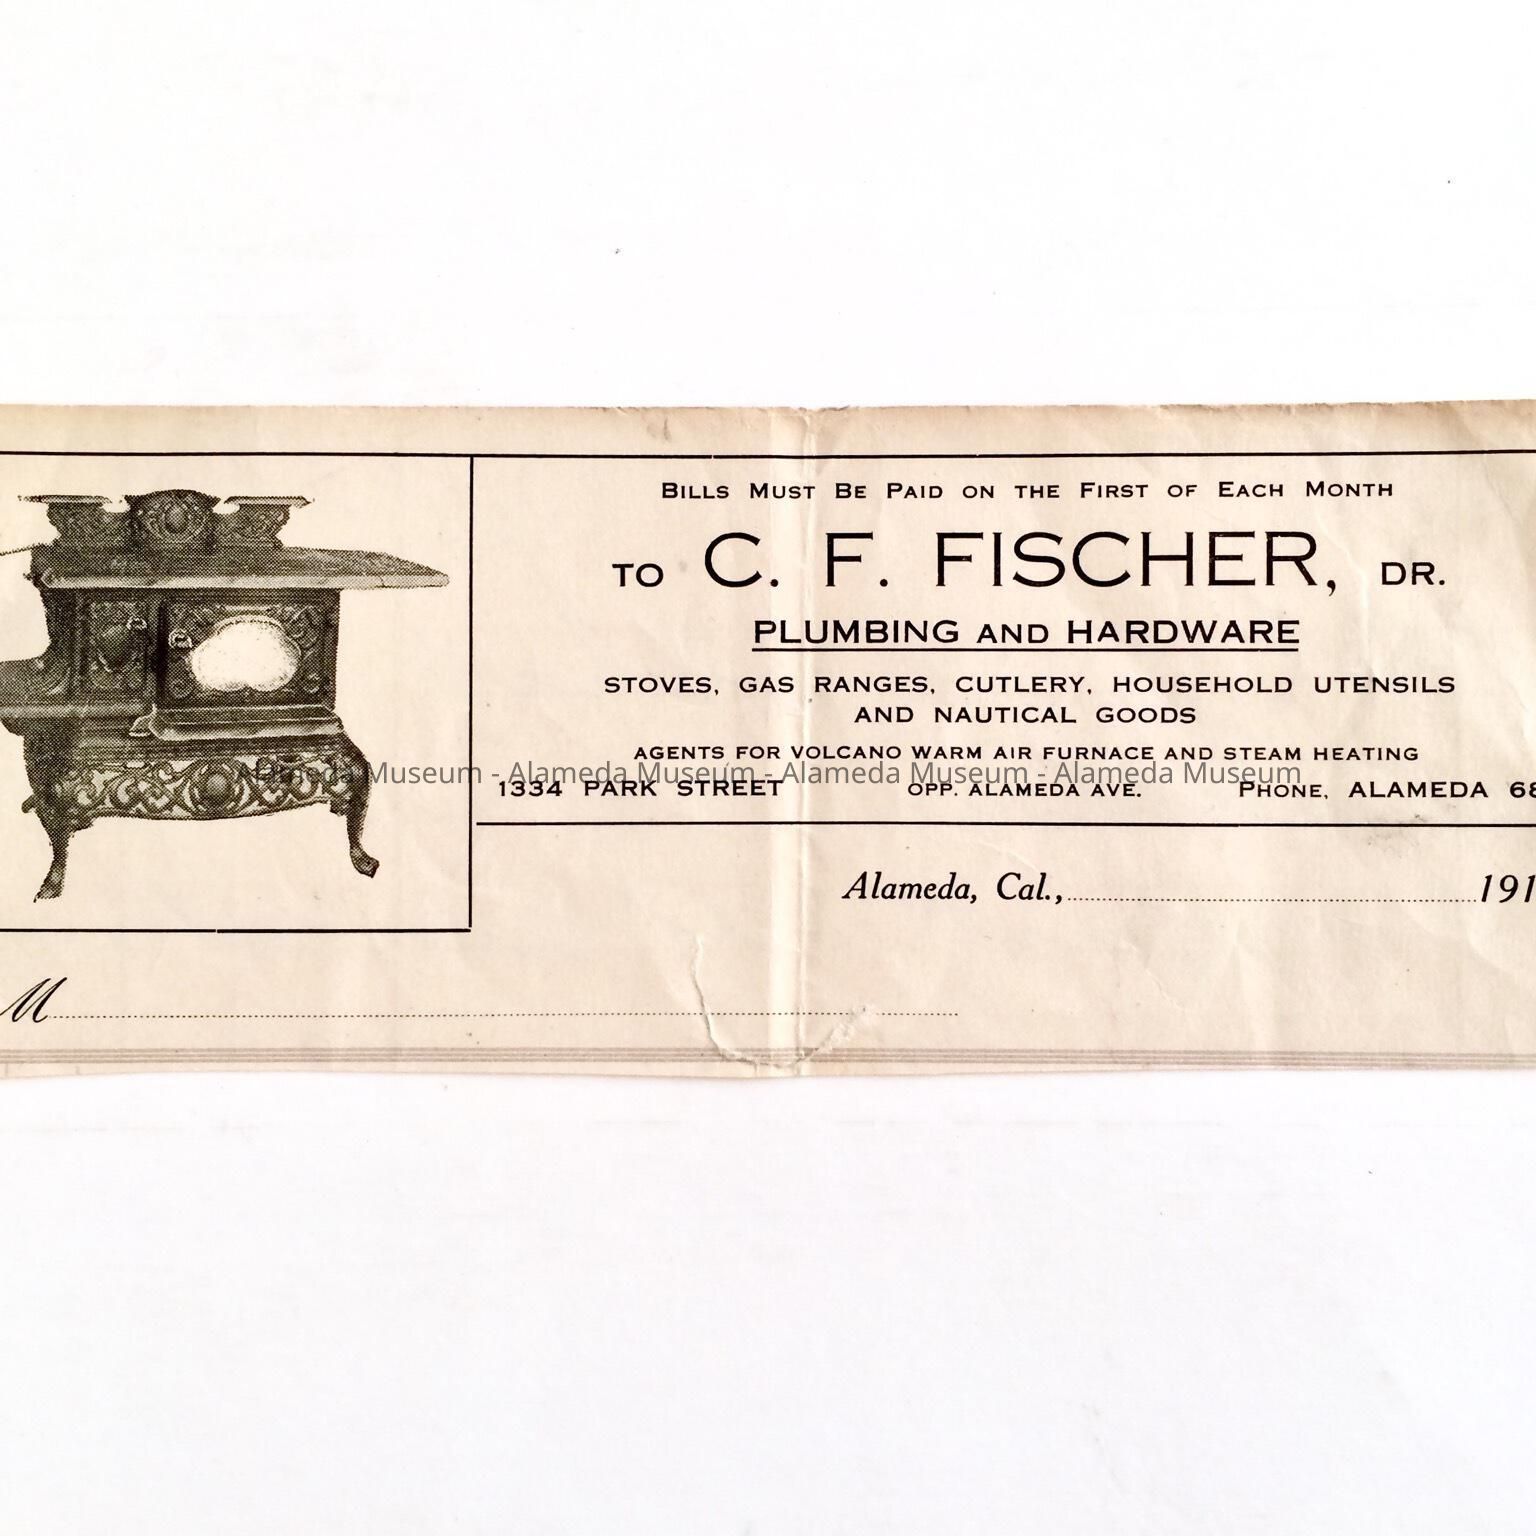 BILLS MUST BE PAID ON THE FIRST OF EACH MONTH
TO C. F. FISCHER, DR.
PLUMBING AND HARDWARE
STOVES, GAS RANGES, CUTLERY, HOUSEHOLD UTENSILS
AND NAUTICAL GOODS
AGENTS FOR VOLCANO WARM AIR FURNACE AND STEAM HEATING
Alameda Museum - Alameda Museum - Alameda Museum - Alameda Museum
1334 PARK STREET OPP. ALAMEDA AVE. PHONE, ALAMEDA 68
Alameda, Cal., 191
M